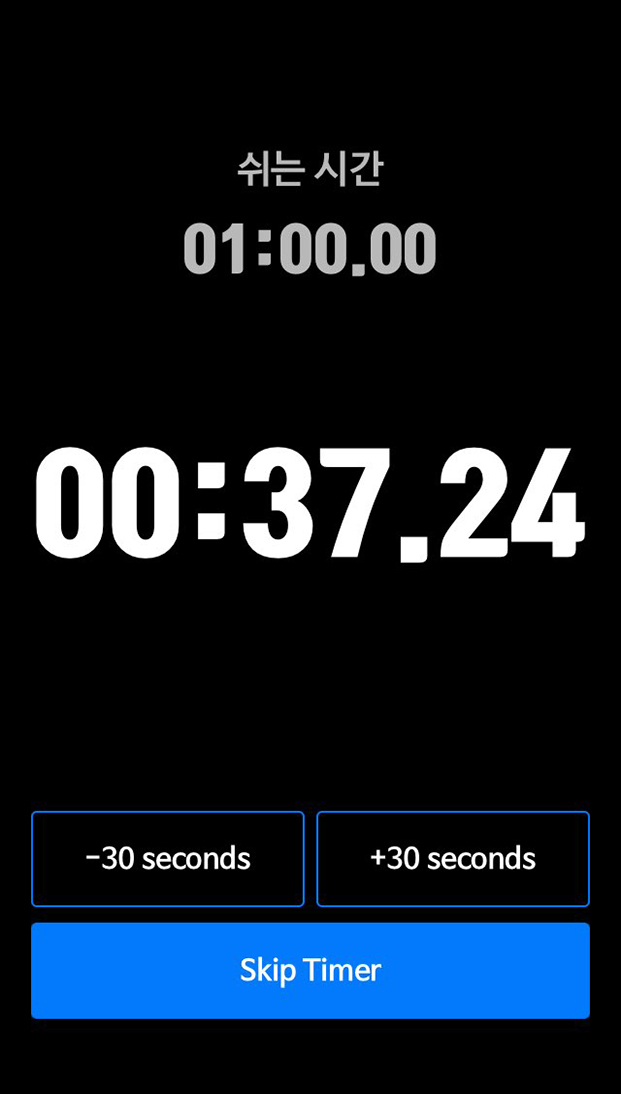 쉬는 시간
01:00.00
00:37.24
-30 seconds
+30 seconds
Skip Timer